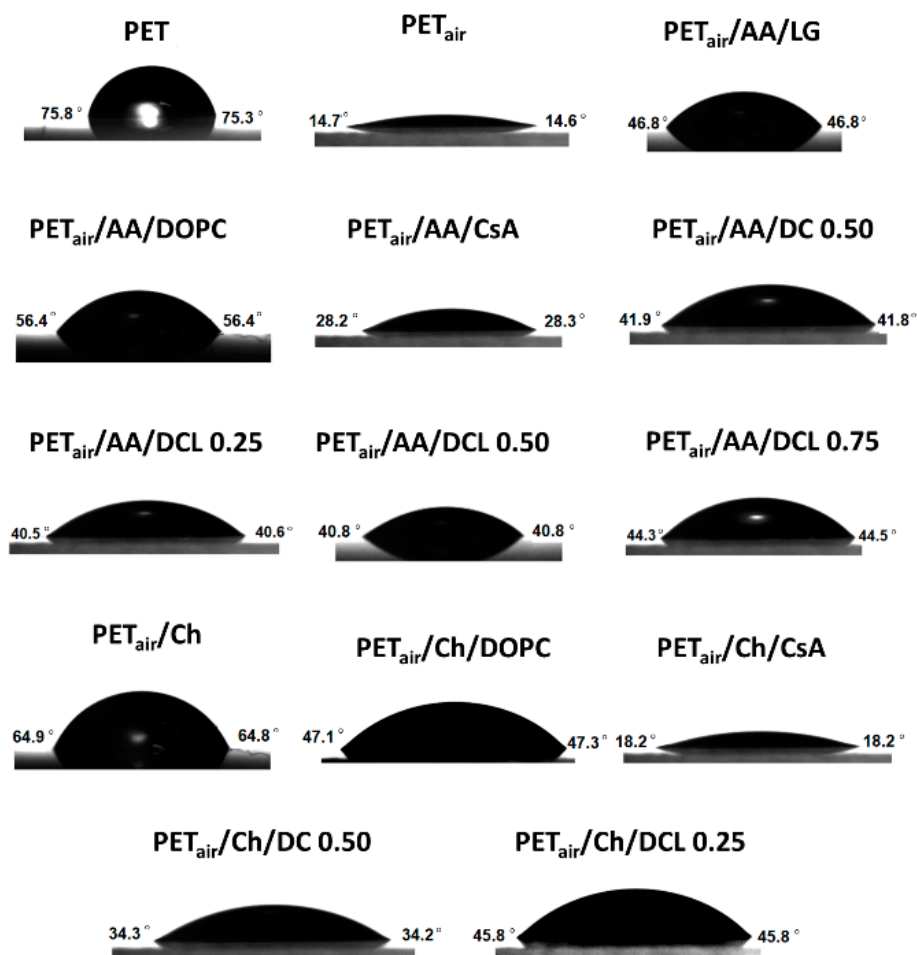 PET
PETair
PETair/AA/LG
75.8 °
75.3 °
14.7 °
14.6 °
46.8 °
46.8 °
PETair/AA/DOPC
PETair/AA/CsA
PETair/AA/DC 0.50
56.4 °
56.4 °
28.2 °
28.3 °
41.9 °
41.8 °
PETair/AA/DCL 0.25
PETair/AA/DCL 0.50
PETair/AA/DCL 0.75
40.5 °
40.6 °
40.8 °
40.8 °
44.3 °
44.5 °
PETair/Ch
PETair/Ch/DOPC
PETair/Ch/CsA
64.9 °
64.8 °
47.1 °
47.3 °
18.2 °
18.2 °
PETair/Ch/DC 0.50
PETair/Ch/DCL 0.25
34.3 °
34.2 °
45.8 °
45.8 °